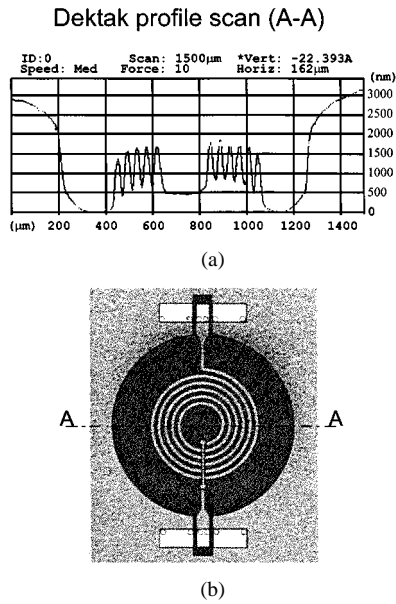 Dektak profile scan (A-A)
ID:0 Scan: 1500µm *Vert: -22.393A
Speed: Med Force: 10 Horiz: 162µm
(nm)
3000
2500
2000
1500
1000
500
0
(µm) 200 400 600 800 1000 1200 1400
(a)
A A
(b)